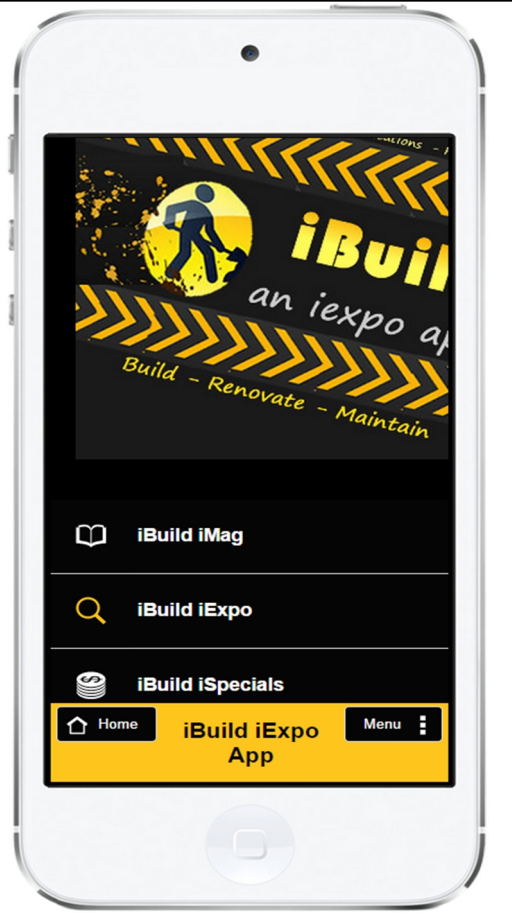 - 
iBuil
an iexpo ap
Build - Renovate - Maintain
iBuild iMag
iBuild iExpo
iBuild iSpecials
Home
iBuild iExpo
App
Menu